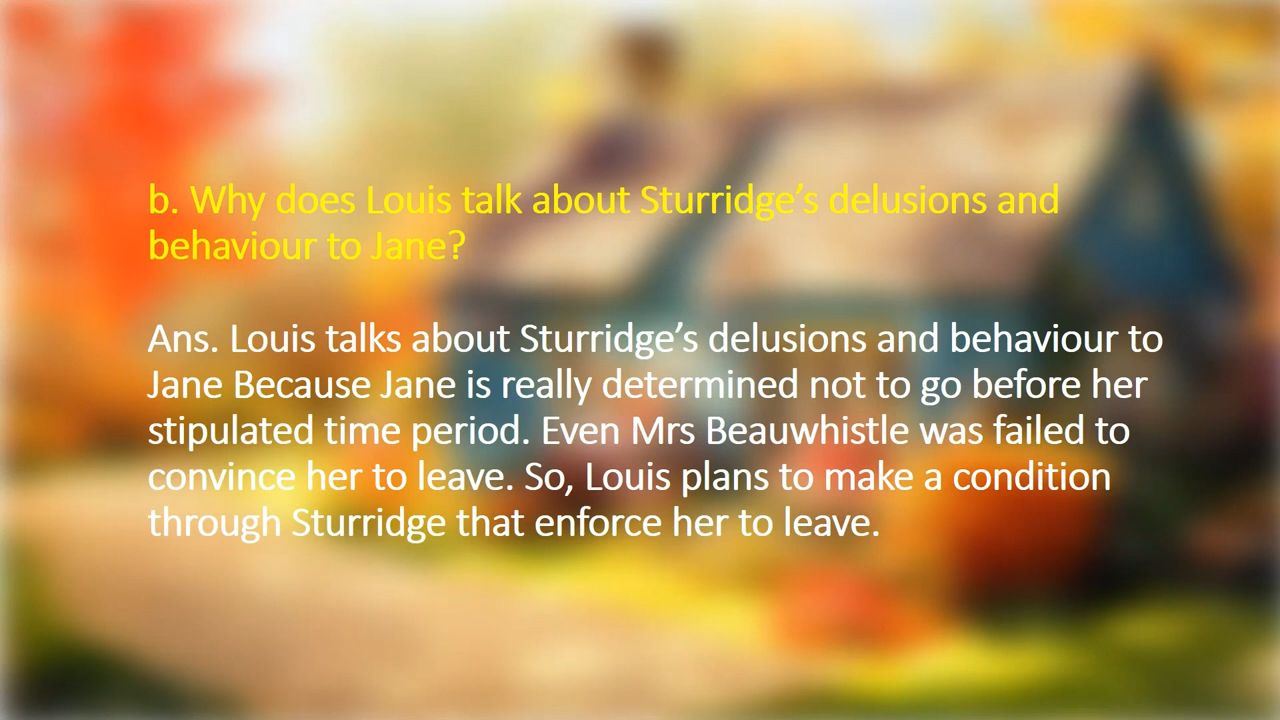 b. Why does Louis talk about Sturridge’s delusions and
behaviour to Jane?
Ans. Louis talks about Sturridge’s delusions and behaviour to
Jane Because Jane is really determined not to go before her
stipulated time period. Even Mrs Beauwhistle was failed to
convince her to leave. So, Louis plans to make a condition
through Sturridge that enforce her to leave.